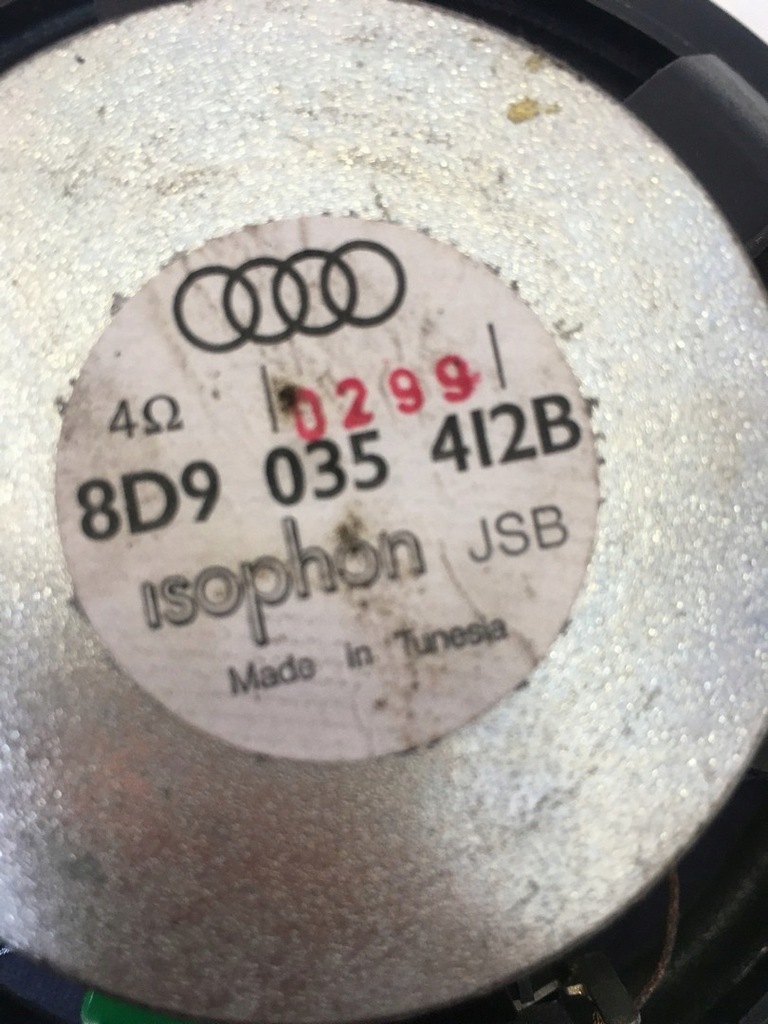 4Ω 0299
8D9 035 412B
isophon JSB
Made in Tunesia